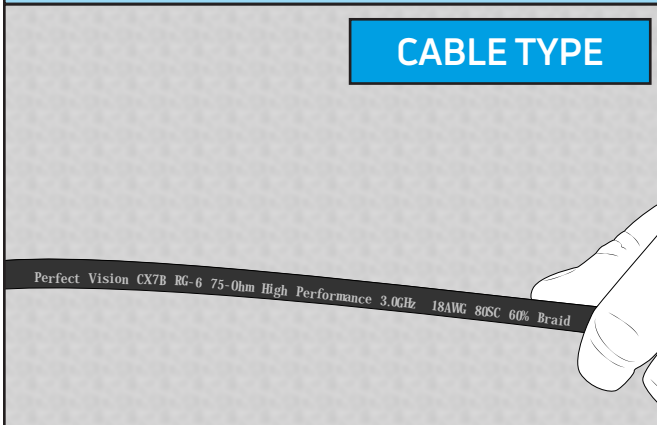 CABLE TYPE
Perfect Vision CX7B RG-6 75-Ohm High Performance 3.0GHz 18AWG 80SC 60% Braid